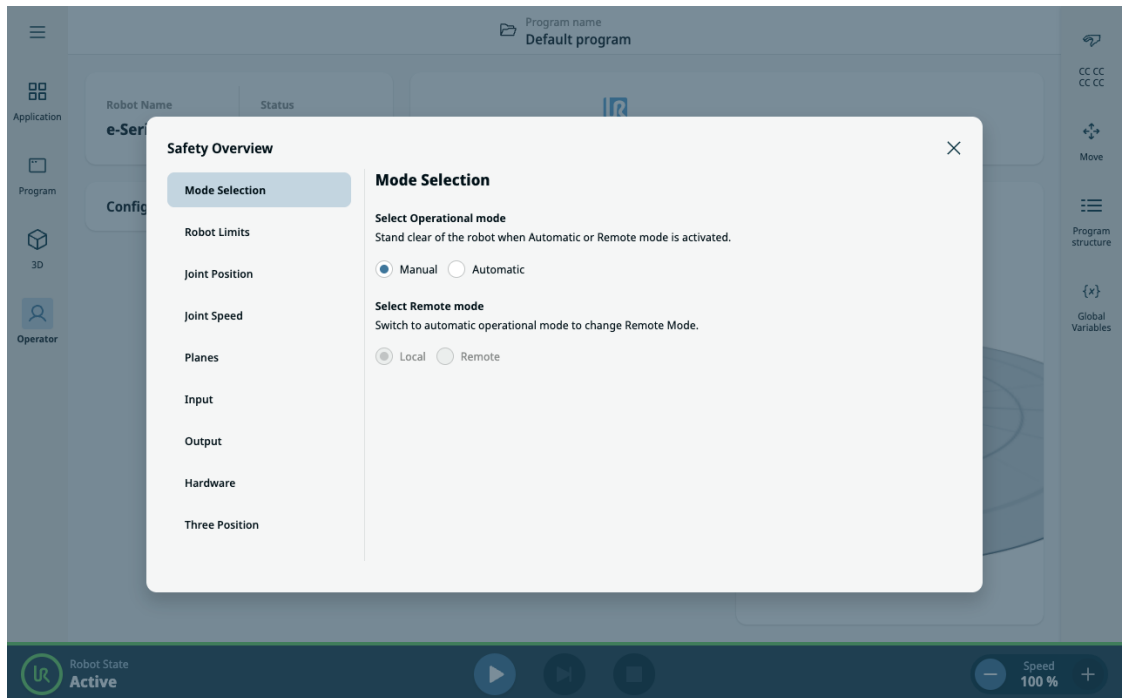 Program name
Default program
Application
Program
3D
Operator
Robot Name
Status
e-Seri
Config
Safety Overview
Mode Selection
Robot Limits
Joint Position
Joint Speed
Planes
Input
Output
Hardware
Three Position
Mode Selection
Select Operational mode
Stand clear of the robot when Automatic or Remote mode is activated.
Manual Automatic
Select Remote mode
Switch to automatic operational mode to change Remote Mode.
Local Remote
CC CC
CC CC
Move
Program
structure
{x}
Global
Variables
Robot State
Active
Speed
100 %